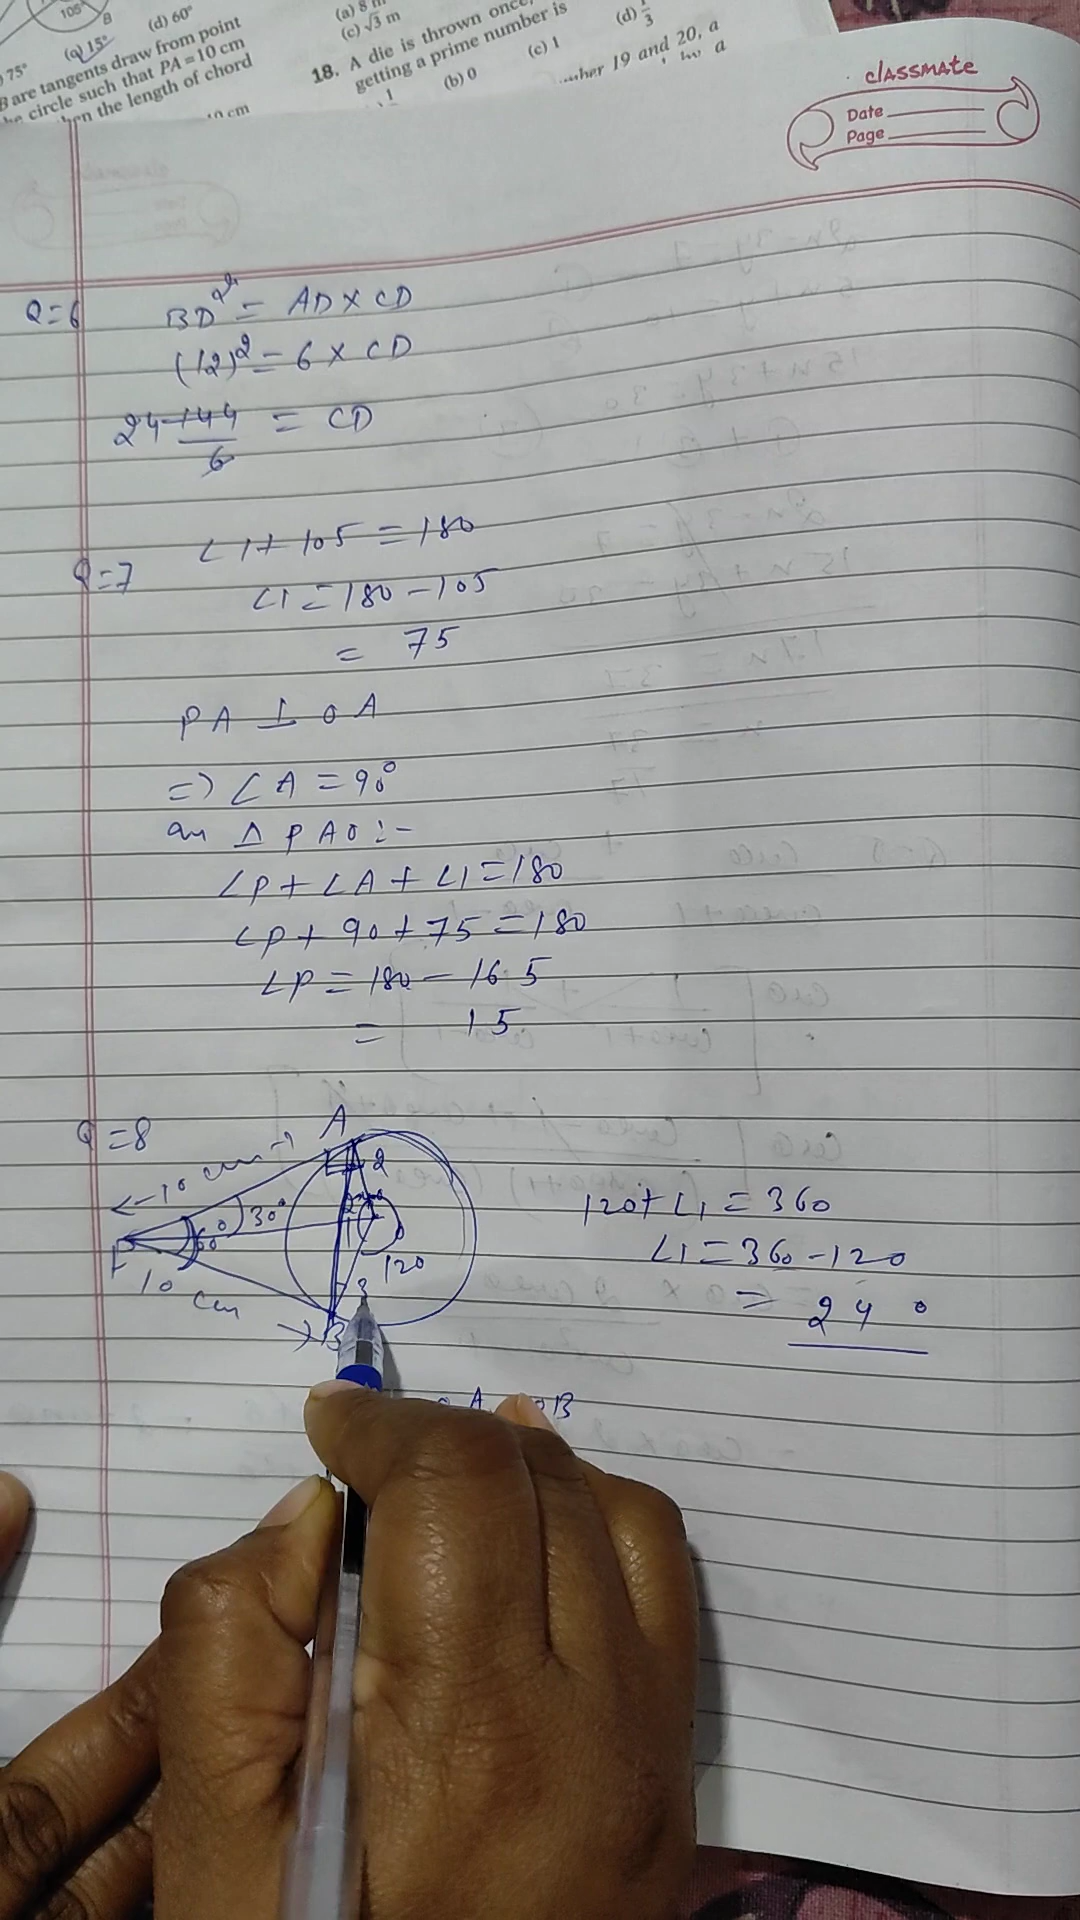 105°
B
(a) 15°
(d) 60°
75°
B are tangents draw from point
circle such that PA = 10 cm
the length of chord
(a) 8
(c) √3 m
18. A die is thrown once,
getting a prime number is
(b) 0
(c) 1
(d) 1/3
19 and 20, a
a
classmate
Date
Page
Q=6
BD² = AD × CD
(12)² = 6 × CD
24 144/6 = CD
Q=7
∠1 + 105 = 180
∠1 = 180 - 105
= 75
PA ⊥ OA
=> ∠A = 90°
△ PAO :-
∠P + ∠A + ∠1 = 180
∠P + 90 + 75 = 180
∠P = 180 - 165
= 15
Q=8
A
10 cm
2
30°
60°
P
1
120
10 cm
3
B
120 + ∠1 = 360
∠1 = 360 - 120
= 240